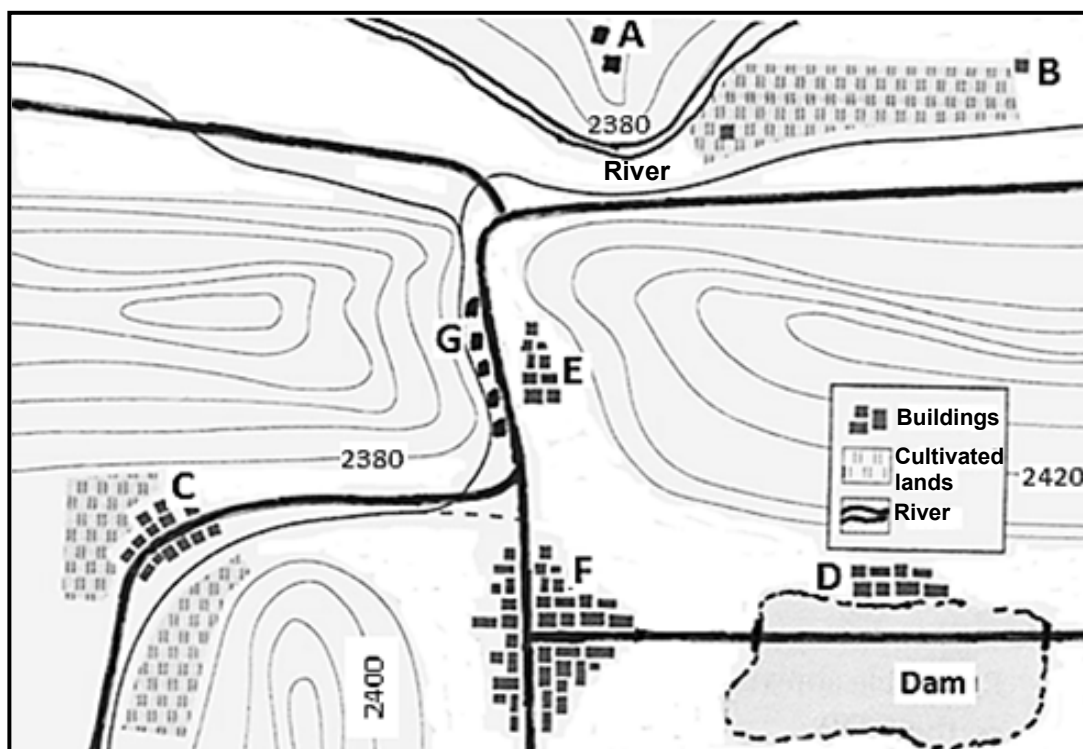 A
B
2380
River
G
E
Buildings
2380
Cultivated
lands
2420
C
River
F
D
2400
Dam